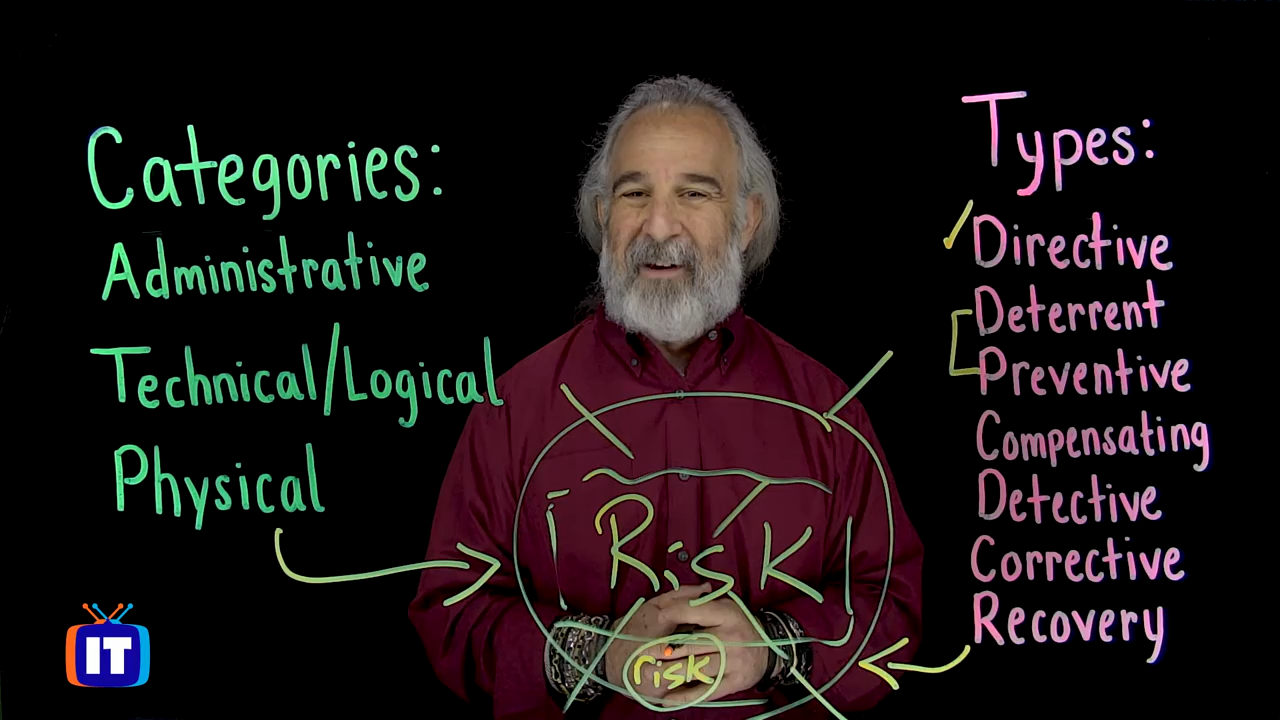 Categories:
Administrative
Technical/Logical
Physical
Types:
Directive
Deterrent
Preventive
Compensating
Detective
Corrective
Recovery
Risk
risk
IT